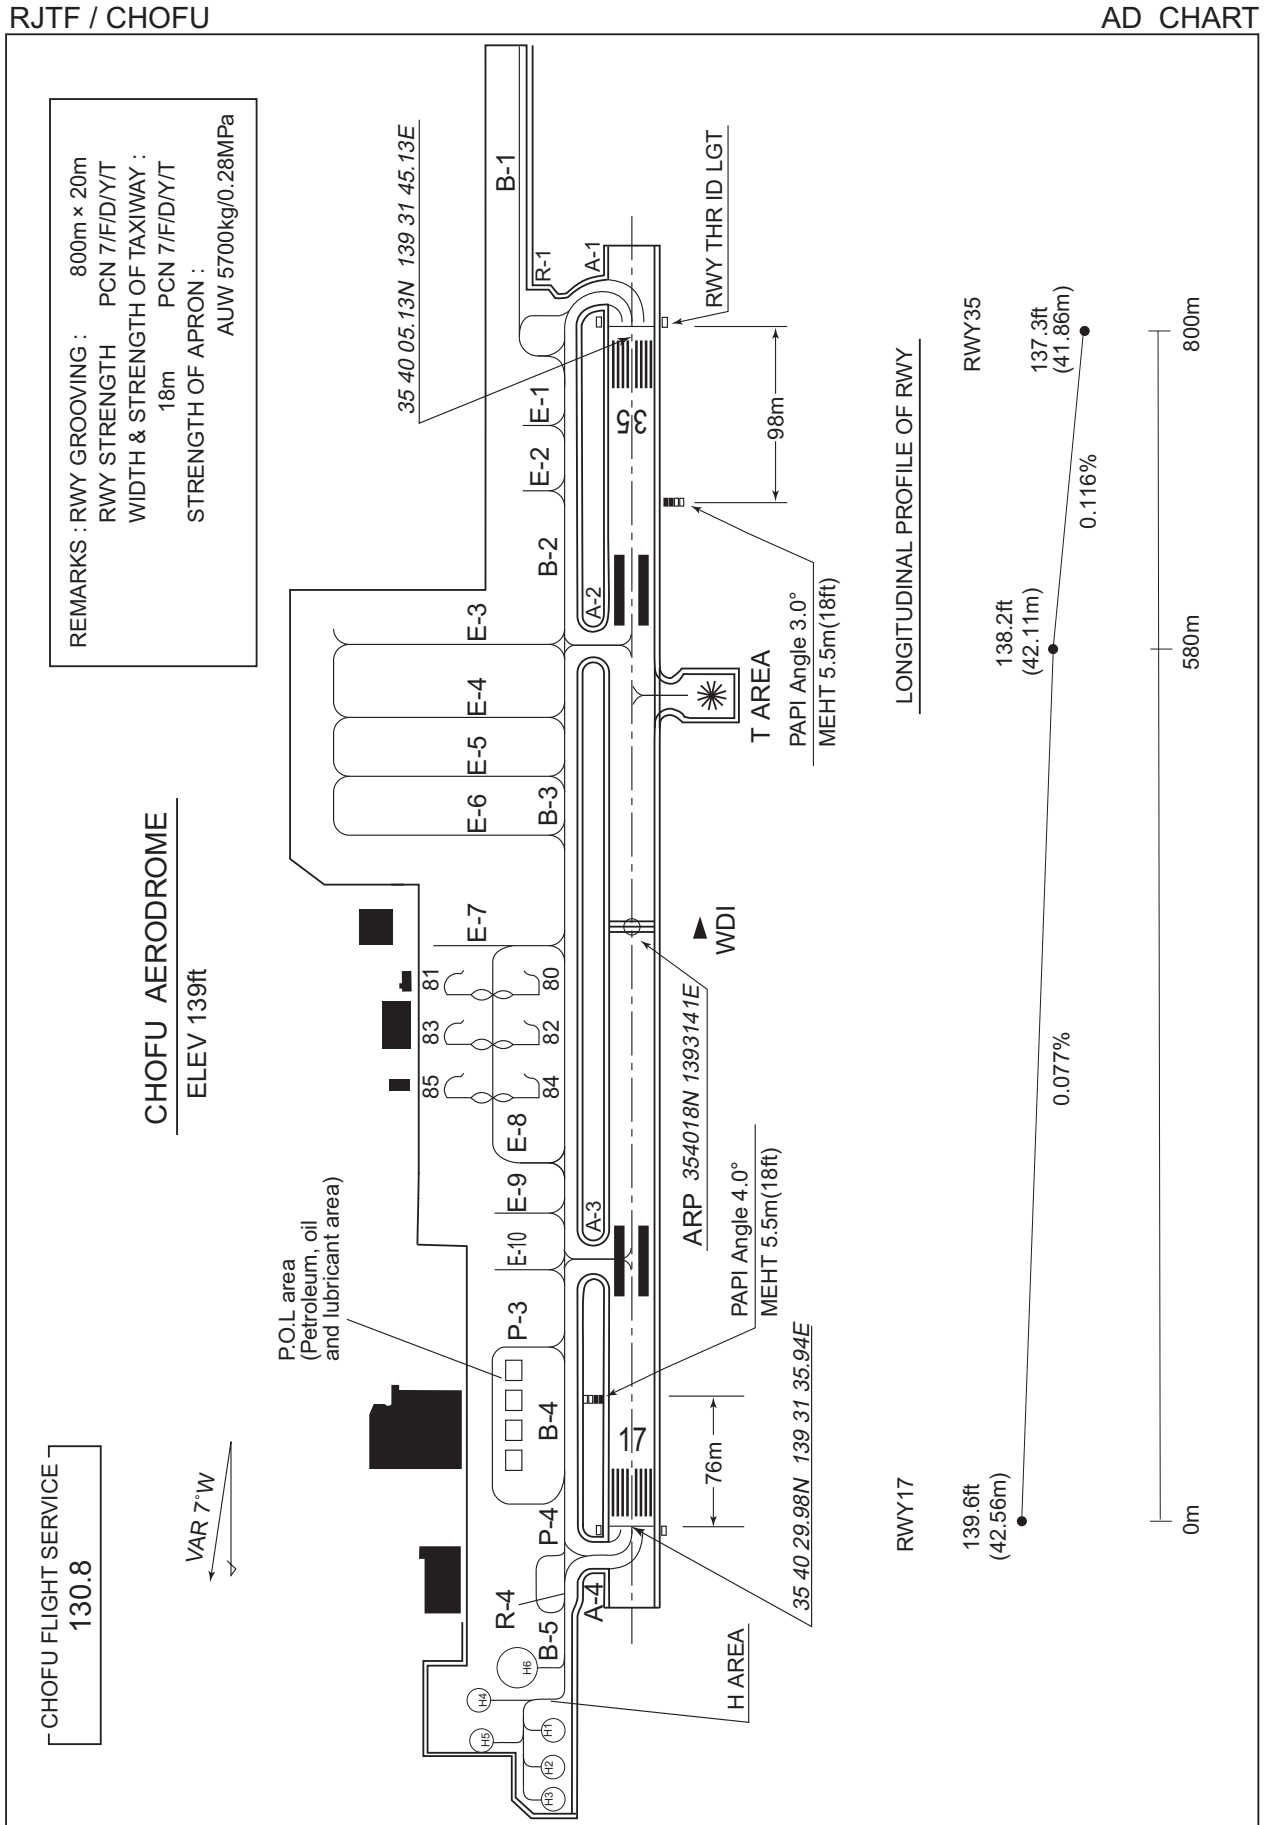 RJTF / CHOFU
AD CHART
CHOFU FLIGHT SERVICE
130.8
VAR 7°W
CHOFU AERODROME
ELEV 139ft
REMARKS : RWY GROOVING : 800m × 20m
RWY STRENGTH PCN 7/F/D/Y/T
WIDTH & STRENGTH OF TAXIWAY :
18m PCN 7/F/D/Y/T
STRENGTH OF APRON :
AUW 5700kg/0.28MPa
P.O.L area
(Petroleum, oil
and lubricant area)
35 40 05.13N 139 31 45.13E
85
83
81
84
82
80
H5
H4
H6
H3
H2
H1
R-4
P-3
E-8
E-9
E-10
E-7
E-6
E-5
E-4
E-3
E-2
E-1
B-1
R-1
B-5
P-4
B-4
B-3
B-2
A-4
A-3
A-2
A-1
17
35
76m
98m
RWY THR ID LGT
H AREA
T AREA
WDI
ARP 354018N 1393141E
PAPI Angle 4.0°
MEHT 5.5m(18ft)
PAPI Angle 3.0°
MEHT 5.5m(18ft)
35 40 29.98N 139 31 35.94E
LONGITUDINAL PROFILE OF RWY
RWY17
RWY35
139.6ft
(42.56m)
138.2ft
(42.11m)
137.3ft
(41.86m)
0.077%
0.116%
0m
580m
800m